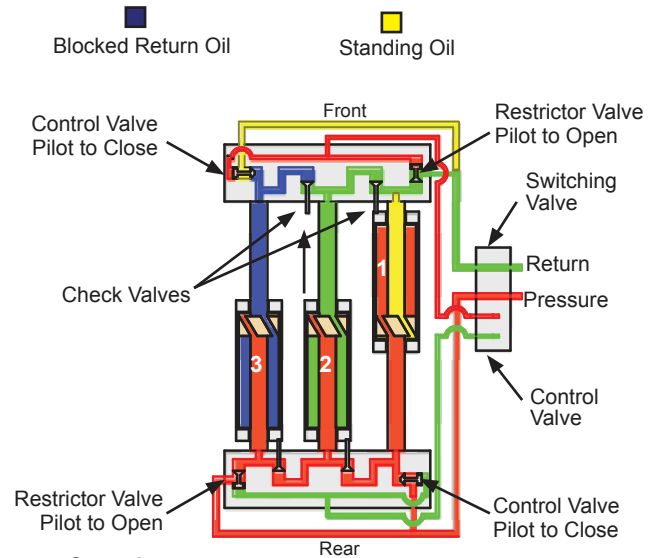 Blocked Return Oil
Standing Oil
Front
Control Valve
Pilot to Close
Restrictor Valve
Pilot to Open
Switching
Valve
1
Return
Check Valves
Pressure
3
2
Control
Valve
Restrictor Valve
Pilot to Open
Control Valve
Pilot to Close
Rear